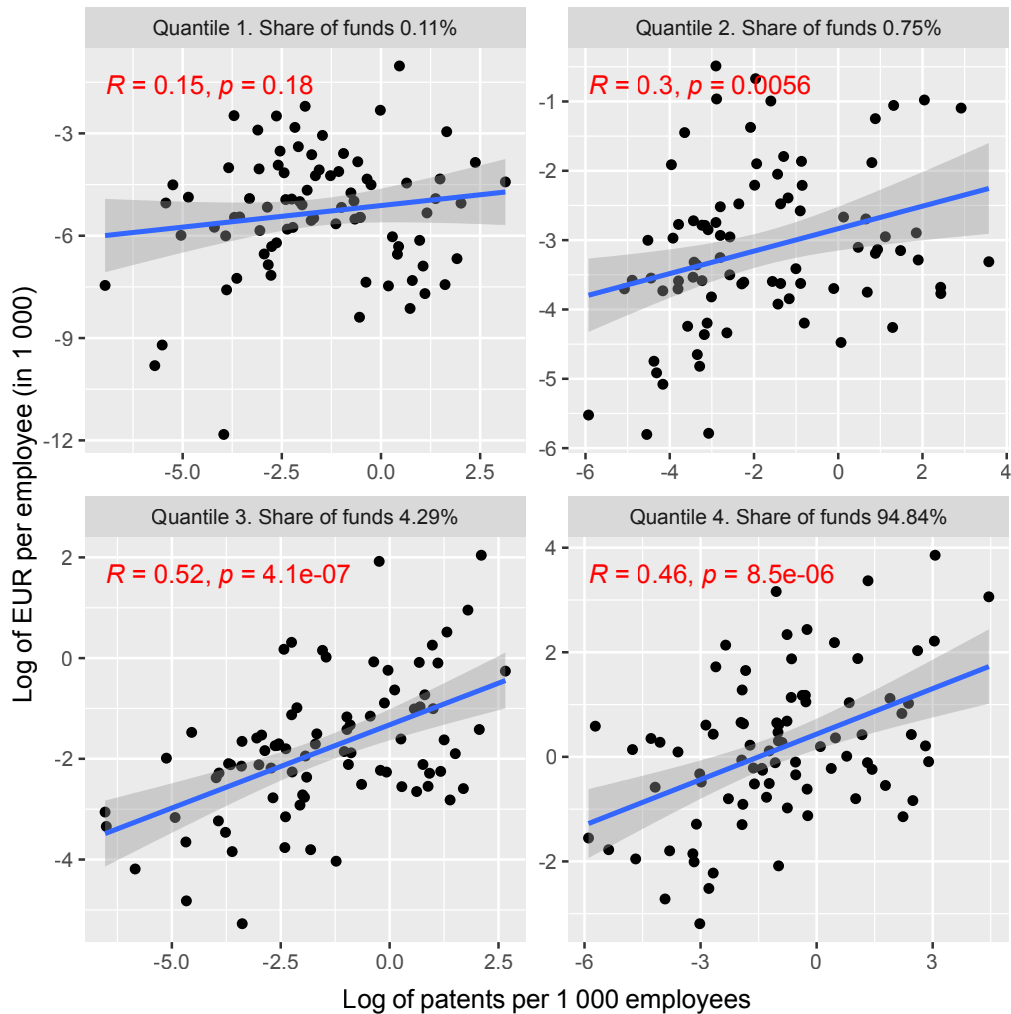 Quantile 1. Share of funds 0.11%
Quantile 2. Share of funds 0.75%
R = 0.15, p = 0.18
R = 0.3, p = 0.0056
-3
-6
-9
-12
-1
-2
-3
-4
-5
-6
-5.0 -2.5 0.0 2.5
-6 -4 -2 0 2 4
Quantile 3. Share of funds 4.29%
Quantile 4. Share of funds 94.84%
R = 0.52, p = 4.1e-07
R = 0.46, p = 8.5e-06
2
0
-2
-4
4
2
0
-2
-5.0 -2.5 0.0 2.5
-6 -3 0 3
Log of EUR per employee (in 1 000)
Log of patents per 1 000 employees